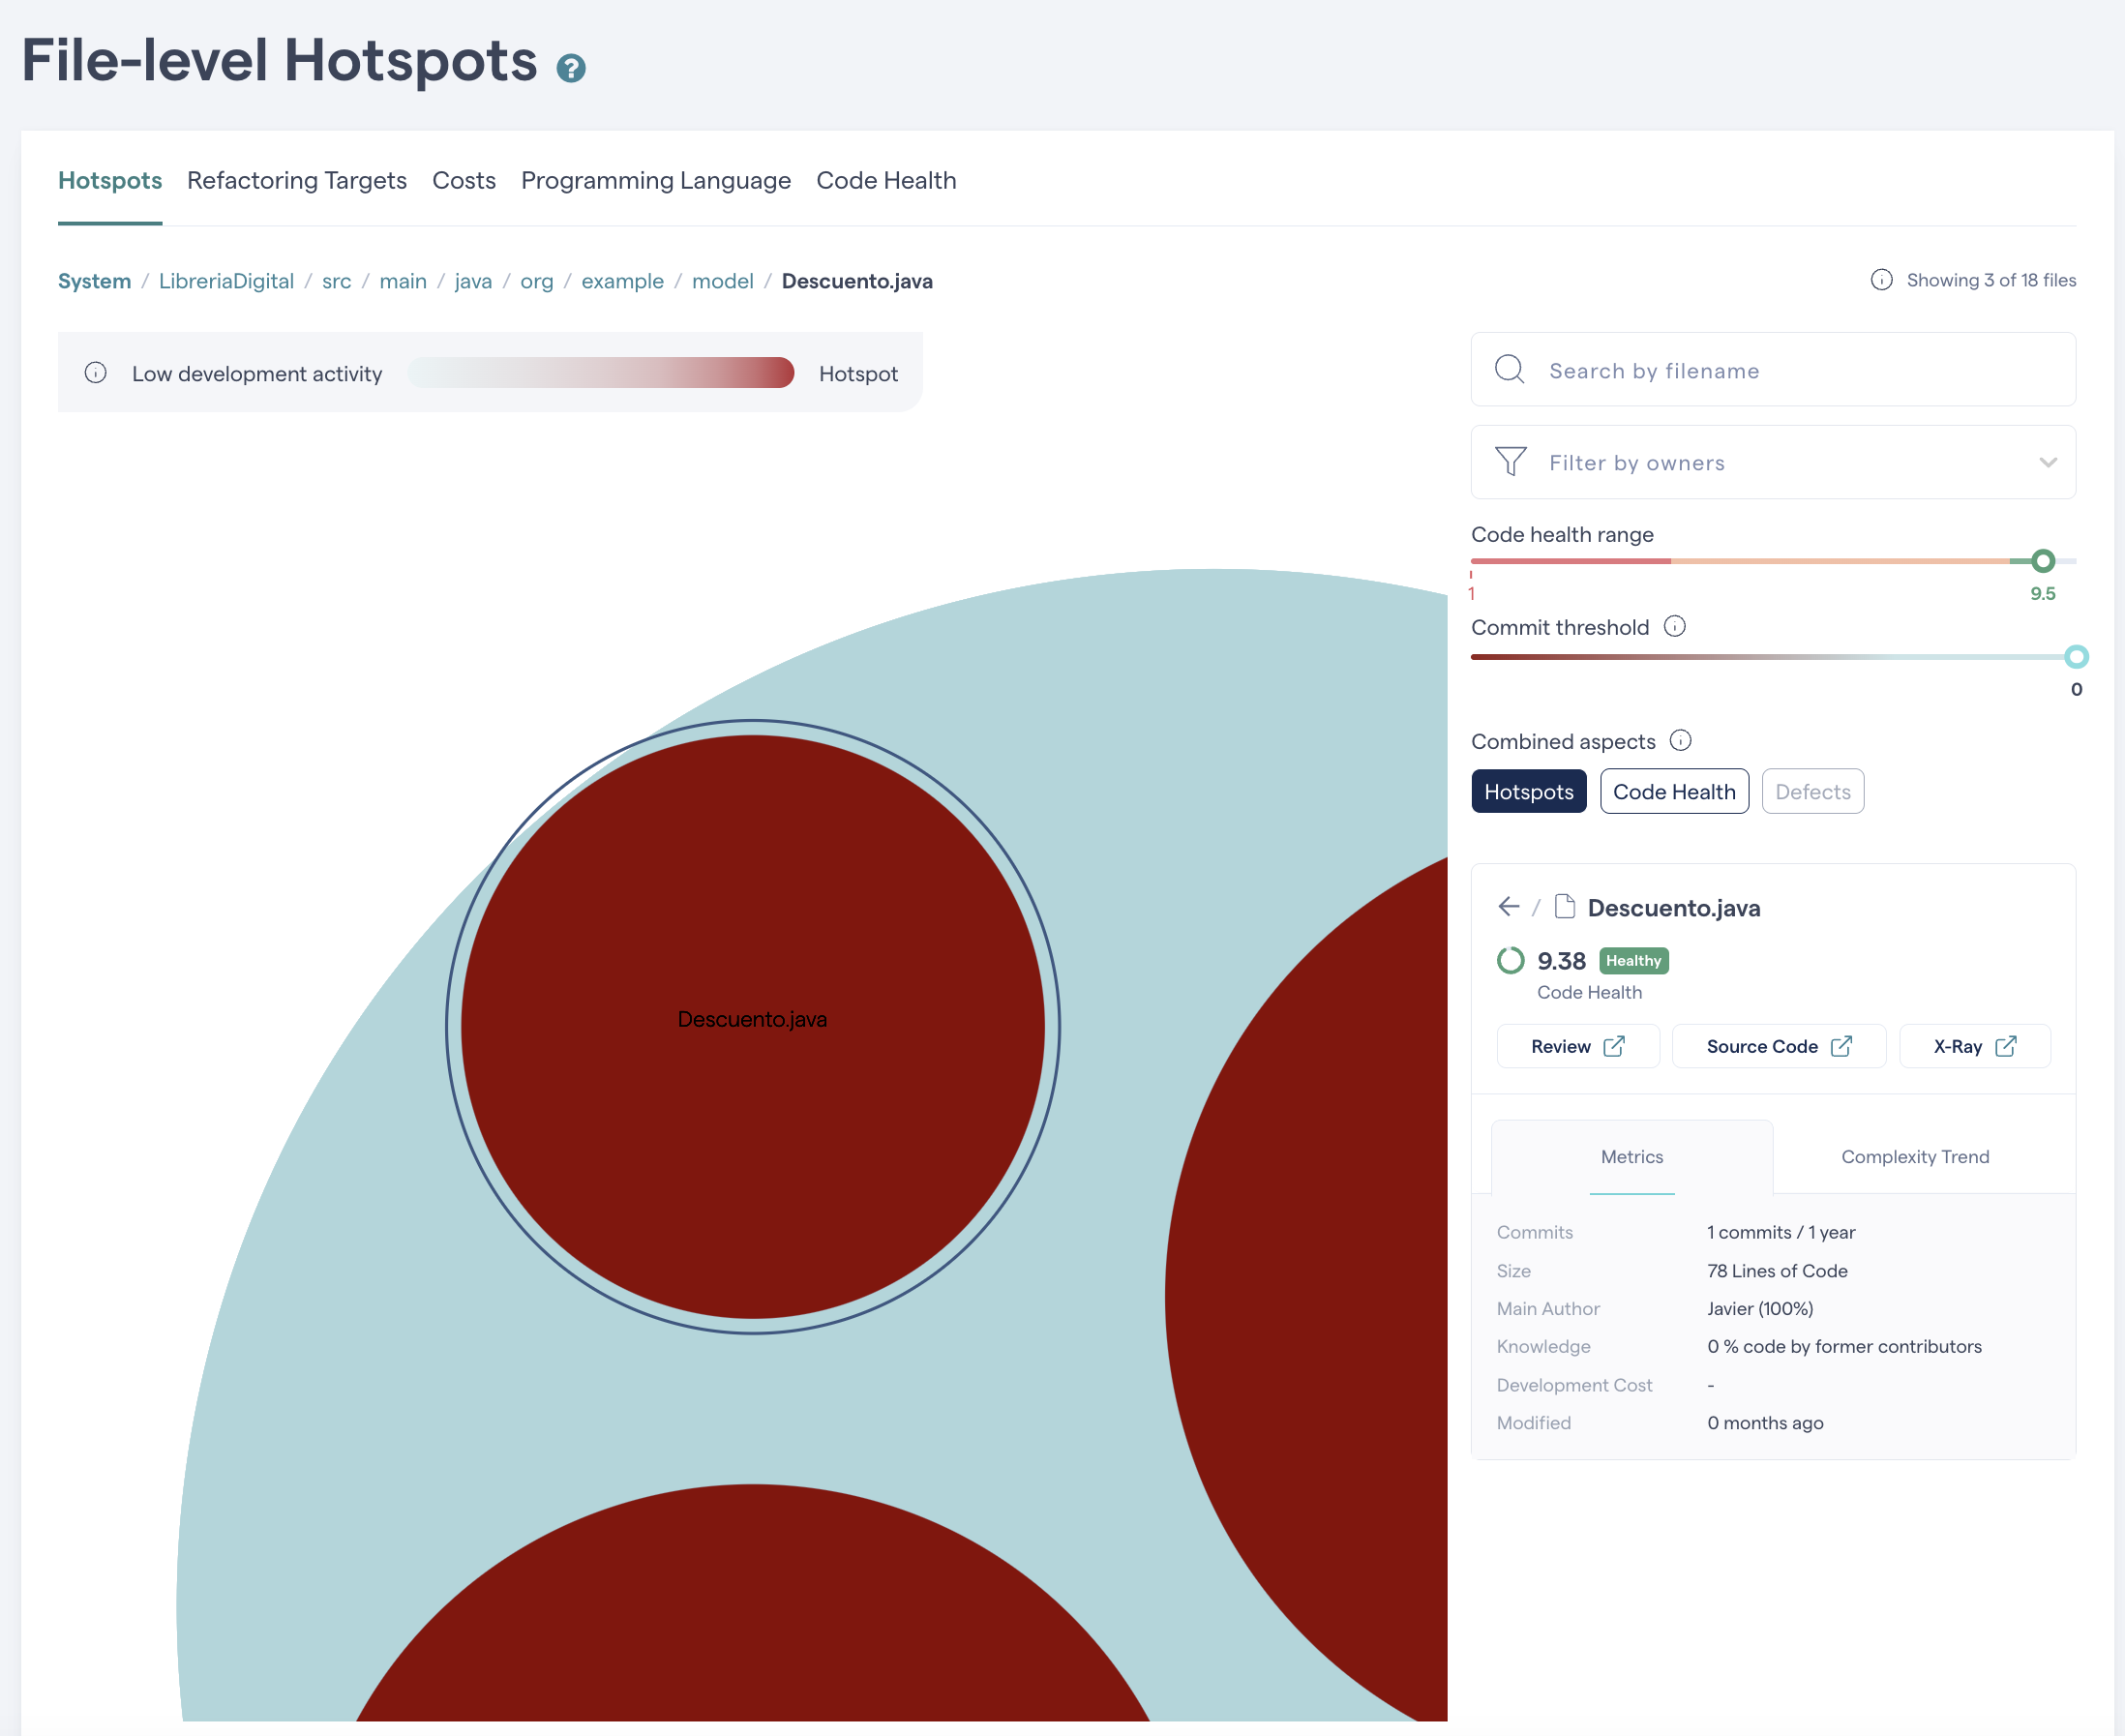 File-level Hotspots ?
Hotspots Refactoring Targets Costs Programming Language Code Health
System / LibreriaDigital / src / main / java / org / example / model / Descuento.java
Showing 3 of 18 files
Low development activity Hotspot
Search by filename
Filter by owners
Code health range
1 9.5
Commit threshold
0
Combined aspects
Hotspots Code Health Defects
Descuento.java
/ Descuento.java
9.38 Healthy
Code Health
Review Source Code X-Ray
Metrics Complexity Trend
Commits 1 commits / 1 year
Size 78 Lines of Code
Main Author Javier (100%)
Knowledge 0 % code by former contributors
Development Cost -
Modified 0 months ago